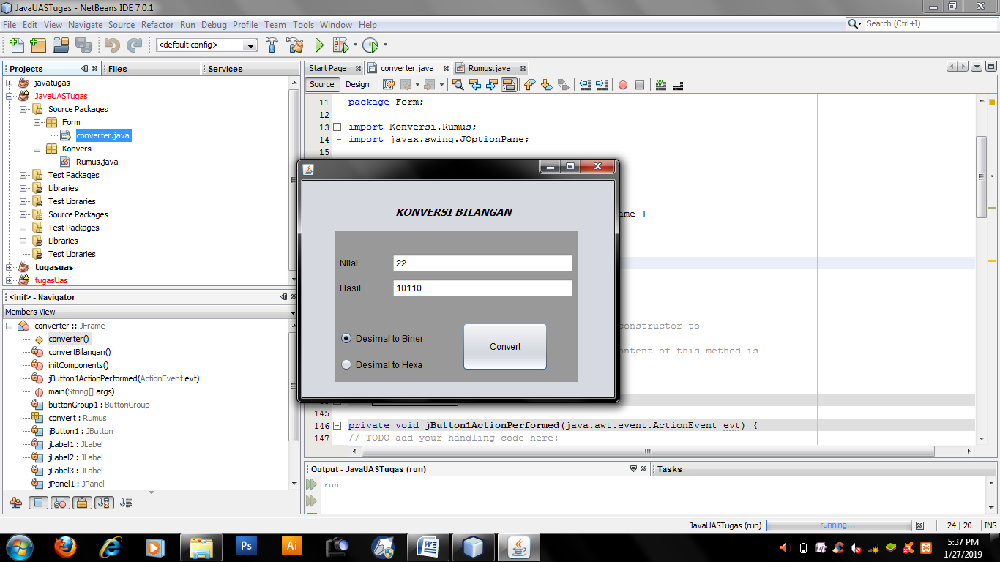 JavaUASTugas - NetBeans IDE 7.0.1
File Edit View Navigate Source Refactor Run Debug Profile Team Tools Window Help
Search (Ctrl+I)
<default config>
Projects Files Services
javatugas
JavaUASTugas
Source Packages
Form
converter.java
Konversi
Rumus.java
Test Packages
Libraries
Test Libraries
Source Packages
Test Packages
Libraries
Test Libraries
tugasuas
tugasUas
<init> - Navigator
Members View
converter :: JFrame
converter()
convertBilangan()
initComponents()
jButton1ActionPerformed(ActionEvent evt)
main(String[] args)
buttonGroup1 : ButtonGroup
convert : Rumus
jButton1 : JButton
jLabel1 : JLabel
jLabel2 : JLabel
jLabel3 : JLabel
jPanel1 : JPanel
Start Page converter.java Rumus.java
Source Design
11 package Form;
12
13 import Konversi.Rumus;
14 import javax.swing.JOptionPane;
15
ame {
onstructor to
ontent of this method is
145
146 private void jButton1ActionPerformed(java.awt.event.ActionEvent evt) {
147 // TODO add your handling code here:
KONVERSI BILANGAN
Nilai 22
Hasil 10110
Desimal to Biner
Desimal to Hexa
Convert
Output - JavaUASTugas (run) Tasks
run:
JavaUASTugas (run) running... 24 | 20 INS
Ps Ai W
5:37 PM
1/27/2019